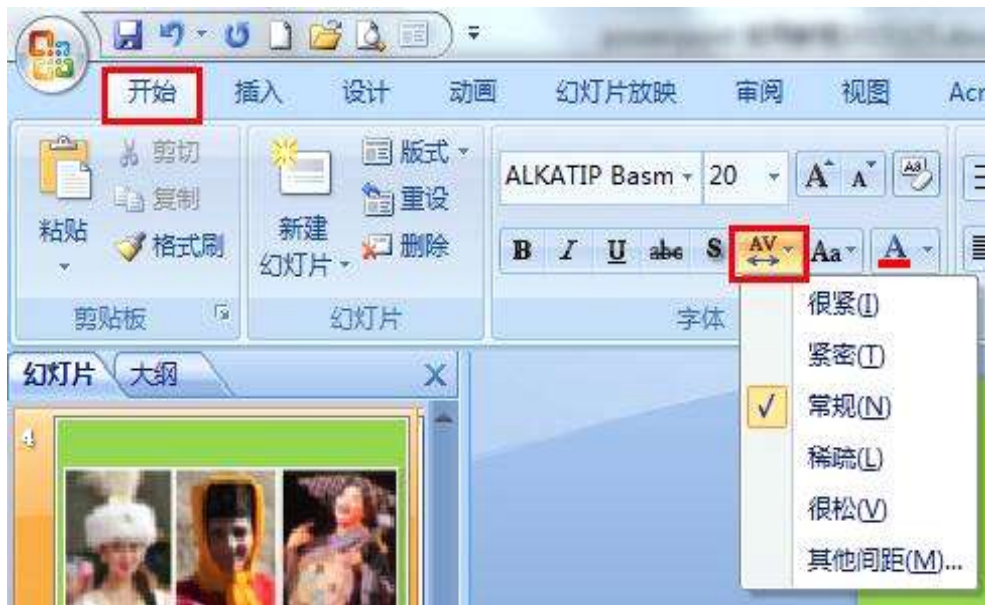 开始 插入 设计 动画 幻灯片放映 审阅 视图 Acr
剪切
复制
格式刷
粘贴
剪贴板
新建
幻灯片
版式
重设
删除
幻灯片
ALKATIP Basm 20 A A Aa
B I U abc S AV Aa A
字体
很紧(I)
紧密(T)
常规(N)
稀疏(L)
很松(V)
其他间距(M)...
幻灯片 大纲 X
4